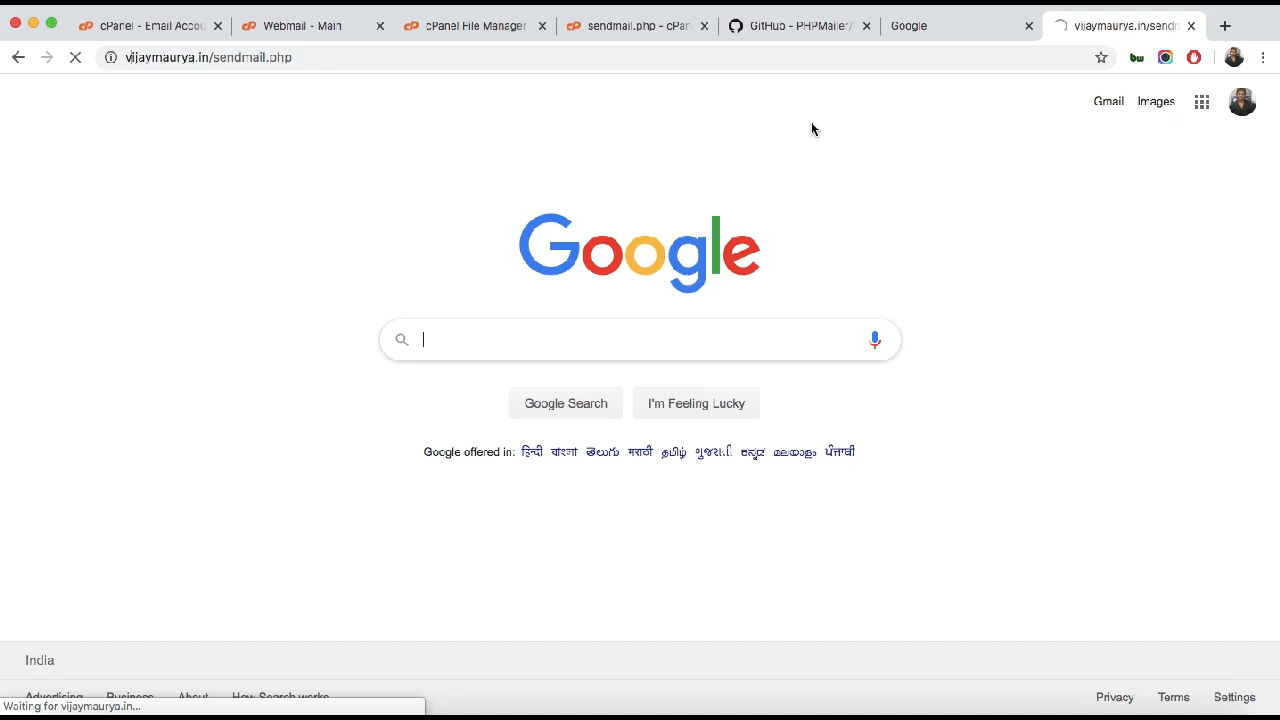 cPanel - Email Accou
Webmail - Main
cPanel File Manager
sendmail.php - cPan
GitHub - PHPMailer/
Google
vijaymaurya.in/sendn
vijaymaurya.in/sendmail.php
bw
Gmail Images
Google
Google Search
I'm Feeling Lucky
Google offered in: हिन्दी বাংলা తెలుగు मराठी தமிழ் ગુજરાતી ಕನ್ನಡ മലയാളം ਪੰਜਾਬੀ
India
Advertising Business About How Search works
Privacy Terms Settings
Waiting for vijaymaurya.in...